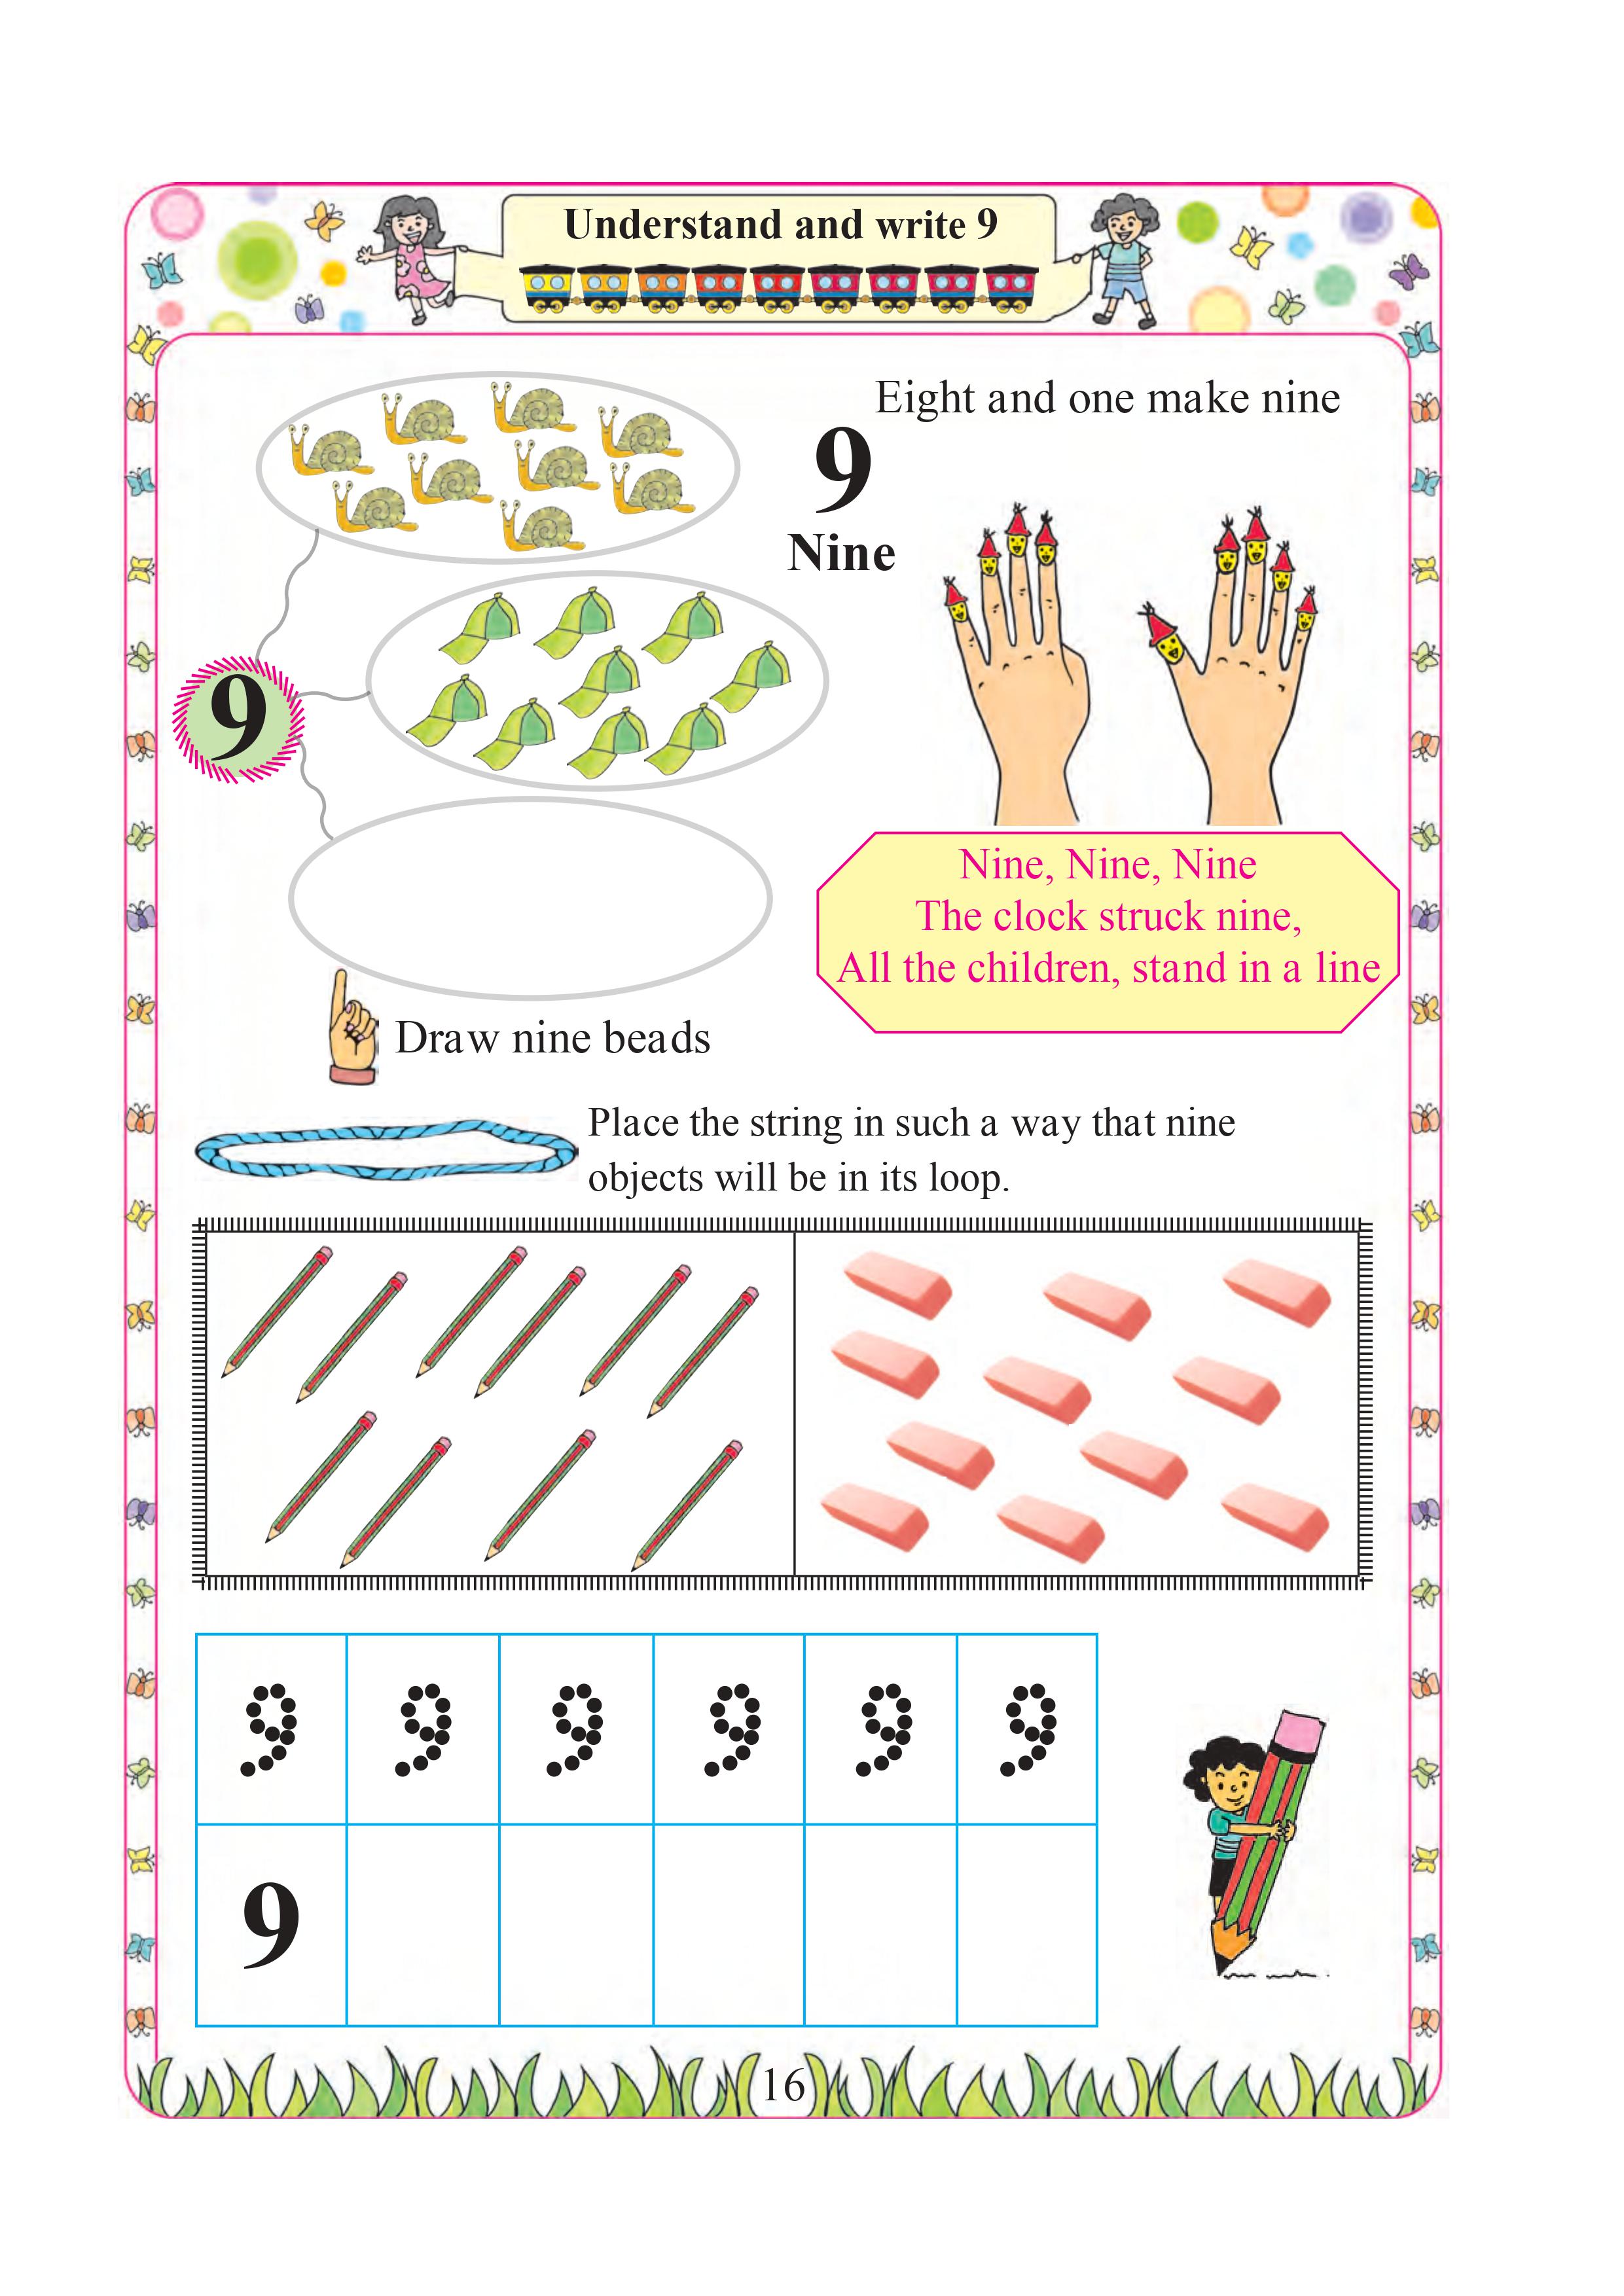 Understand and write 9
Eight and one make nine
9
Nine
9
Nine, Nine, Nine
The clock struck nine,
All the children, stand in a line
Draw nine beads
Place the string in such a way that nine
objects will be in its loop.
9 9 9 9 9 9
9
16